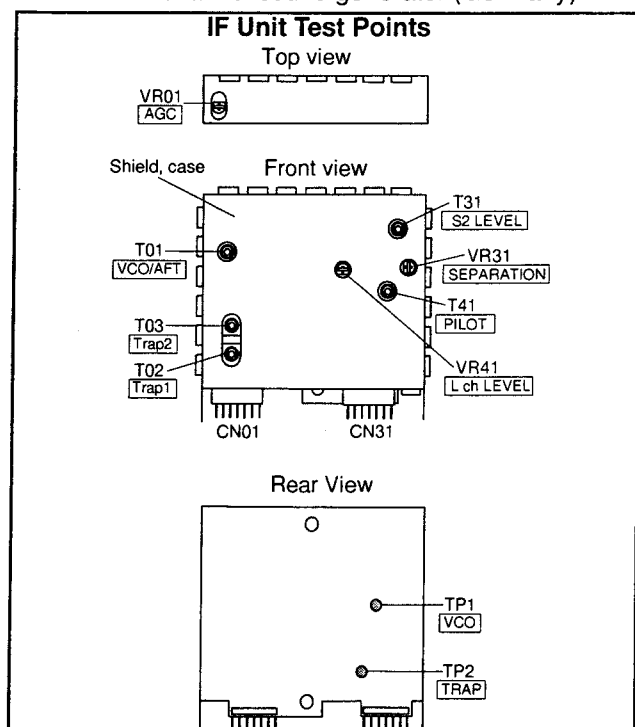 IF Unit Test Points
Top view
VR01
AGC
Shield, case
Front view
T31
S2 LEVEL
T01
VCO/AFT
VR31
SEPARATION
T41
PILOT
T03
Trap2
T02
Trap1
VR41
L ch LEVEL
CN01
CN31
Rear View
TP1
VCO
TP2
TRAP